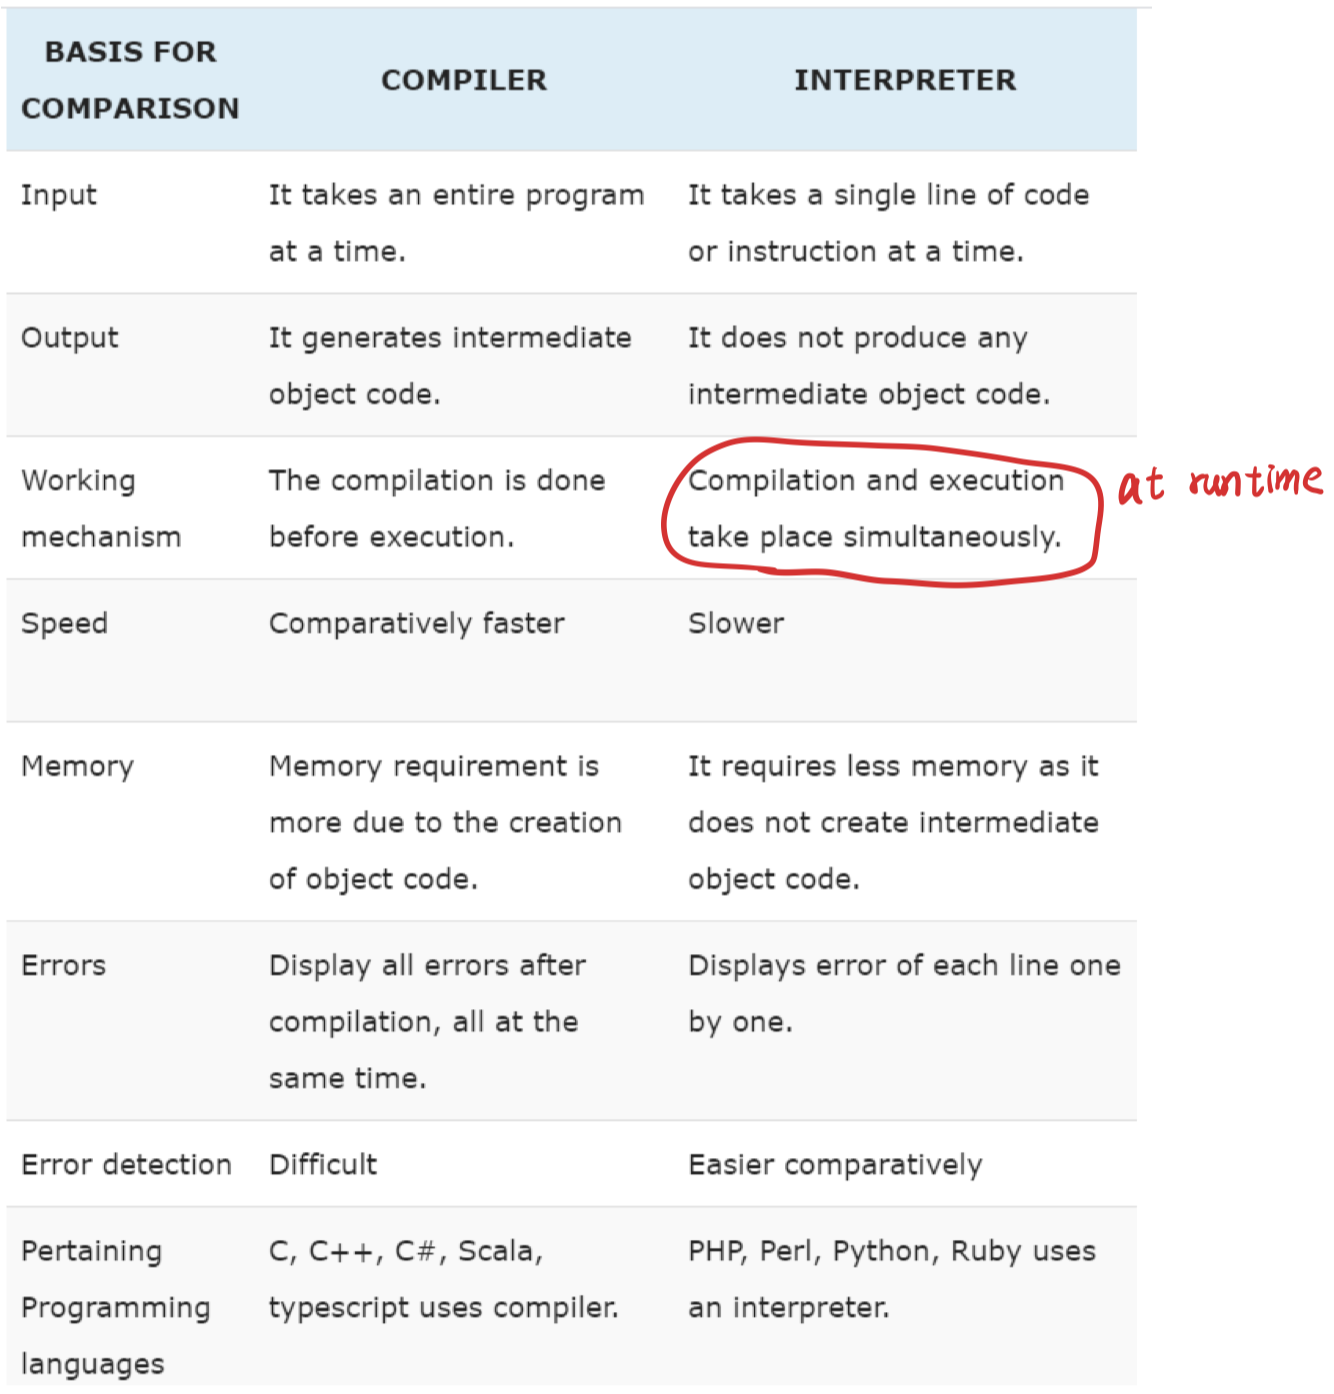 BASIS FOR
COMPARISON
COMPILER
INTERPRETER
Input
It takes an entire program
at a time.
It takes a single line of code
or instruction at a time.
Output
It generates intermediate
object code.
It does not produce any
intermediate object code.
Working
mechanism
The compilation is done
before execution.
Compilation and execution
take place simultaneously.
at runtime
Speed
Comparatively faster
Slower
Memory
Memory requirement is
more due to the creation
of object code.
It requires less memory as it
does not create intermediate
object code.
Errors
Display all errors after
compilation, all at the
same time.
Displays error of each line one
by one.
Error detection
Difficult
Easier comparatively
Pertaining
Programming
languages
C, C++, C#, Scala,
typescript uses compiler.
PHP, Perl, Python, Ruby uses
an interpreter.